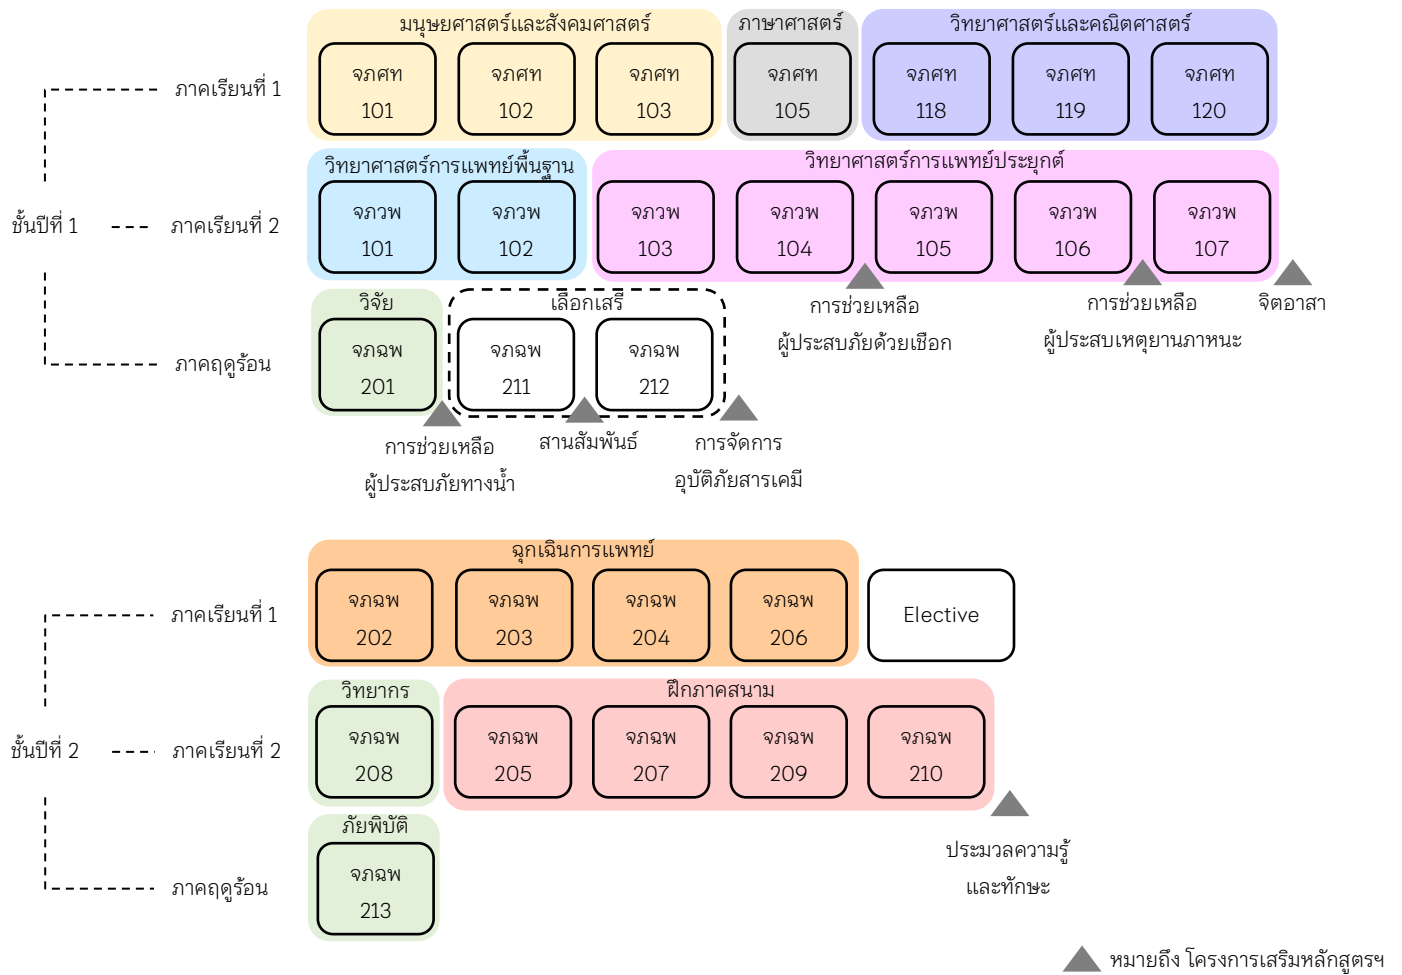 มนุษยศาสตร์และสังคมศาสตร์
ภาษาศาสตร์
วิทยาศาสตร์และคณิตศาสตร์
ภาคเรียนที่ 1
จภศท
101
จภศท
102
จภศท
103
จภศท
105
จภศท
118
จภศท
119
จภศท
120
วิทยาศาสตร์การแพทย์พื้นฐาน
วิทยาศาสตร์การแพทย์ประยุกต์
ชั้นปีที่ 1
ภาคเรียนที่ 2
จภวพ
101
จภวพ
102
จภวพ
103
จภวพ
104
จภวพ
105
จภวพ
106
จภวพ
107
การช่วยเหลือ
ผู้ประสบภัยด้วยเชือก
การช่วยเหลือ
ผู้ประสบเหตุยานภาหนะ
จิตอาสา
วิจัย
เลือกเสรี
ภาคฤดูร้อน
จภฉพ
201
จภฉพ
211
จภฉพ
212
การช่วยเหลือ
ผู้ประสบภัยทางน้ำ
สานสัมพันธ์
การจัดการ
อุบัติภัยสารเคมี
ฉุกเฉินการแพทย์
ภาคเรียนที่ 1
จภฉพ
202
จภฉพ
203
จภฉพ
204
จภฉพ
206
Elective
วิทยากร
ฝึกภาคสนาม
ชั้นปีที่ 2
ภาคเรียนที่ 2
จภฉพ
208
จภฉพ
205
จภฉพ
207
จภฉพ
209
จภฉพ
210
ประมวลความรู้
และทักษะ
ภัยพิบัติ
ภาคฤดูร้อน
จภฉพ
213
หมายถึง โครงการเสริมหลักสูตรฯ